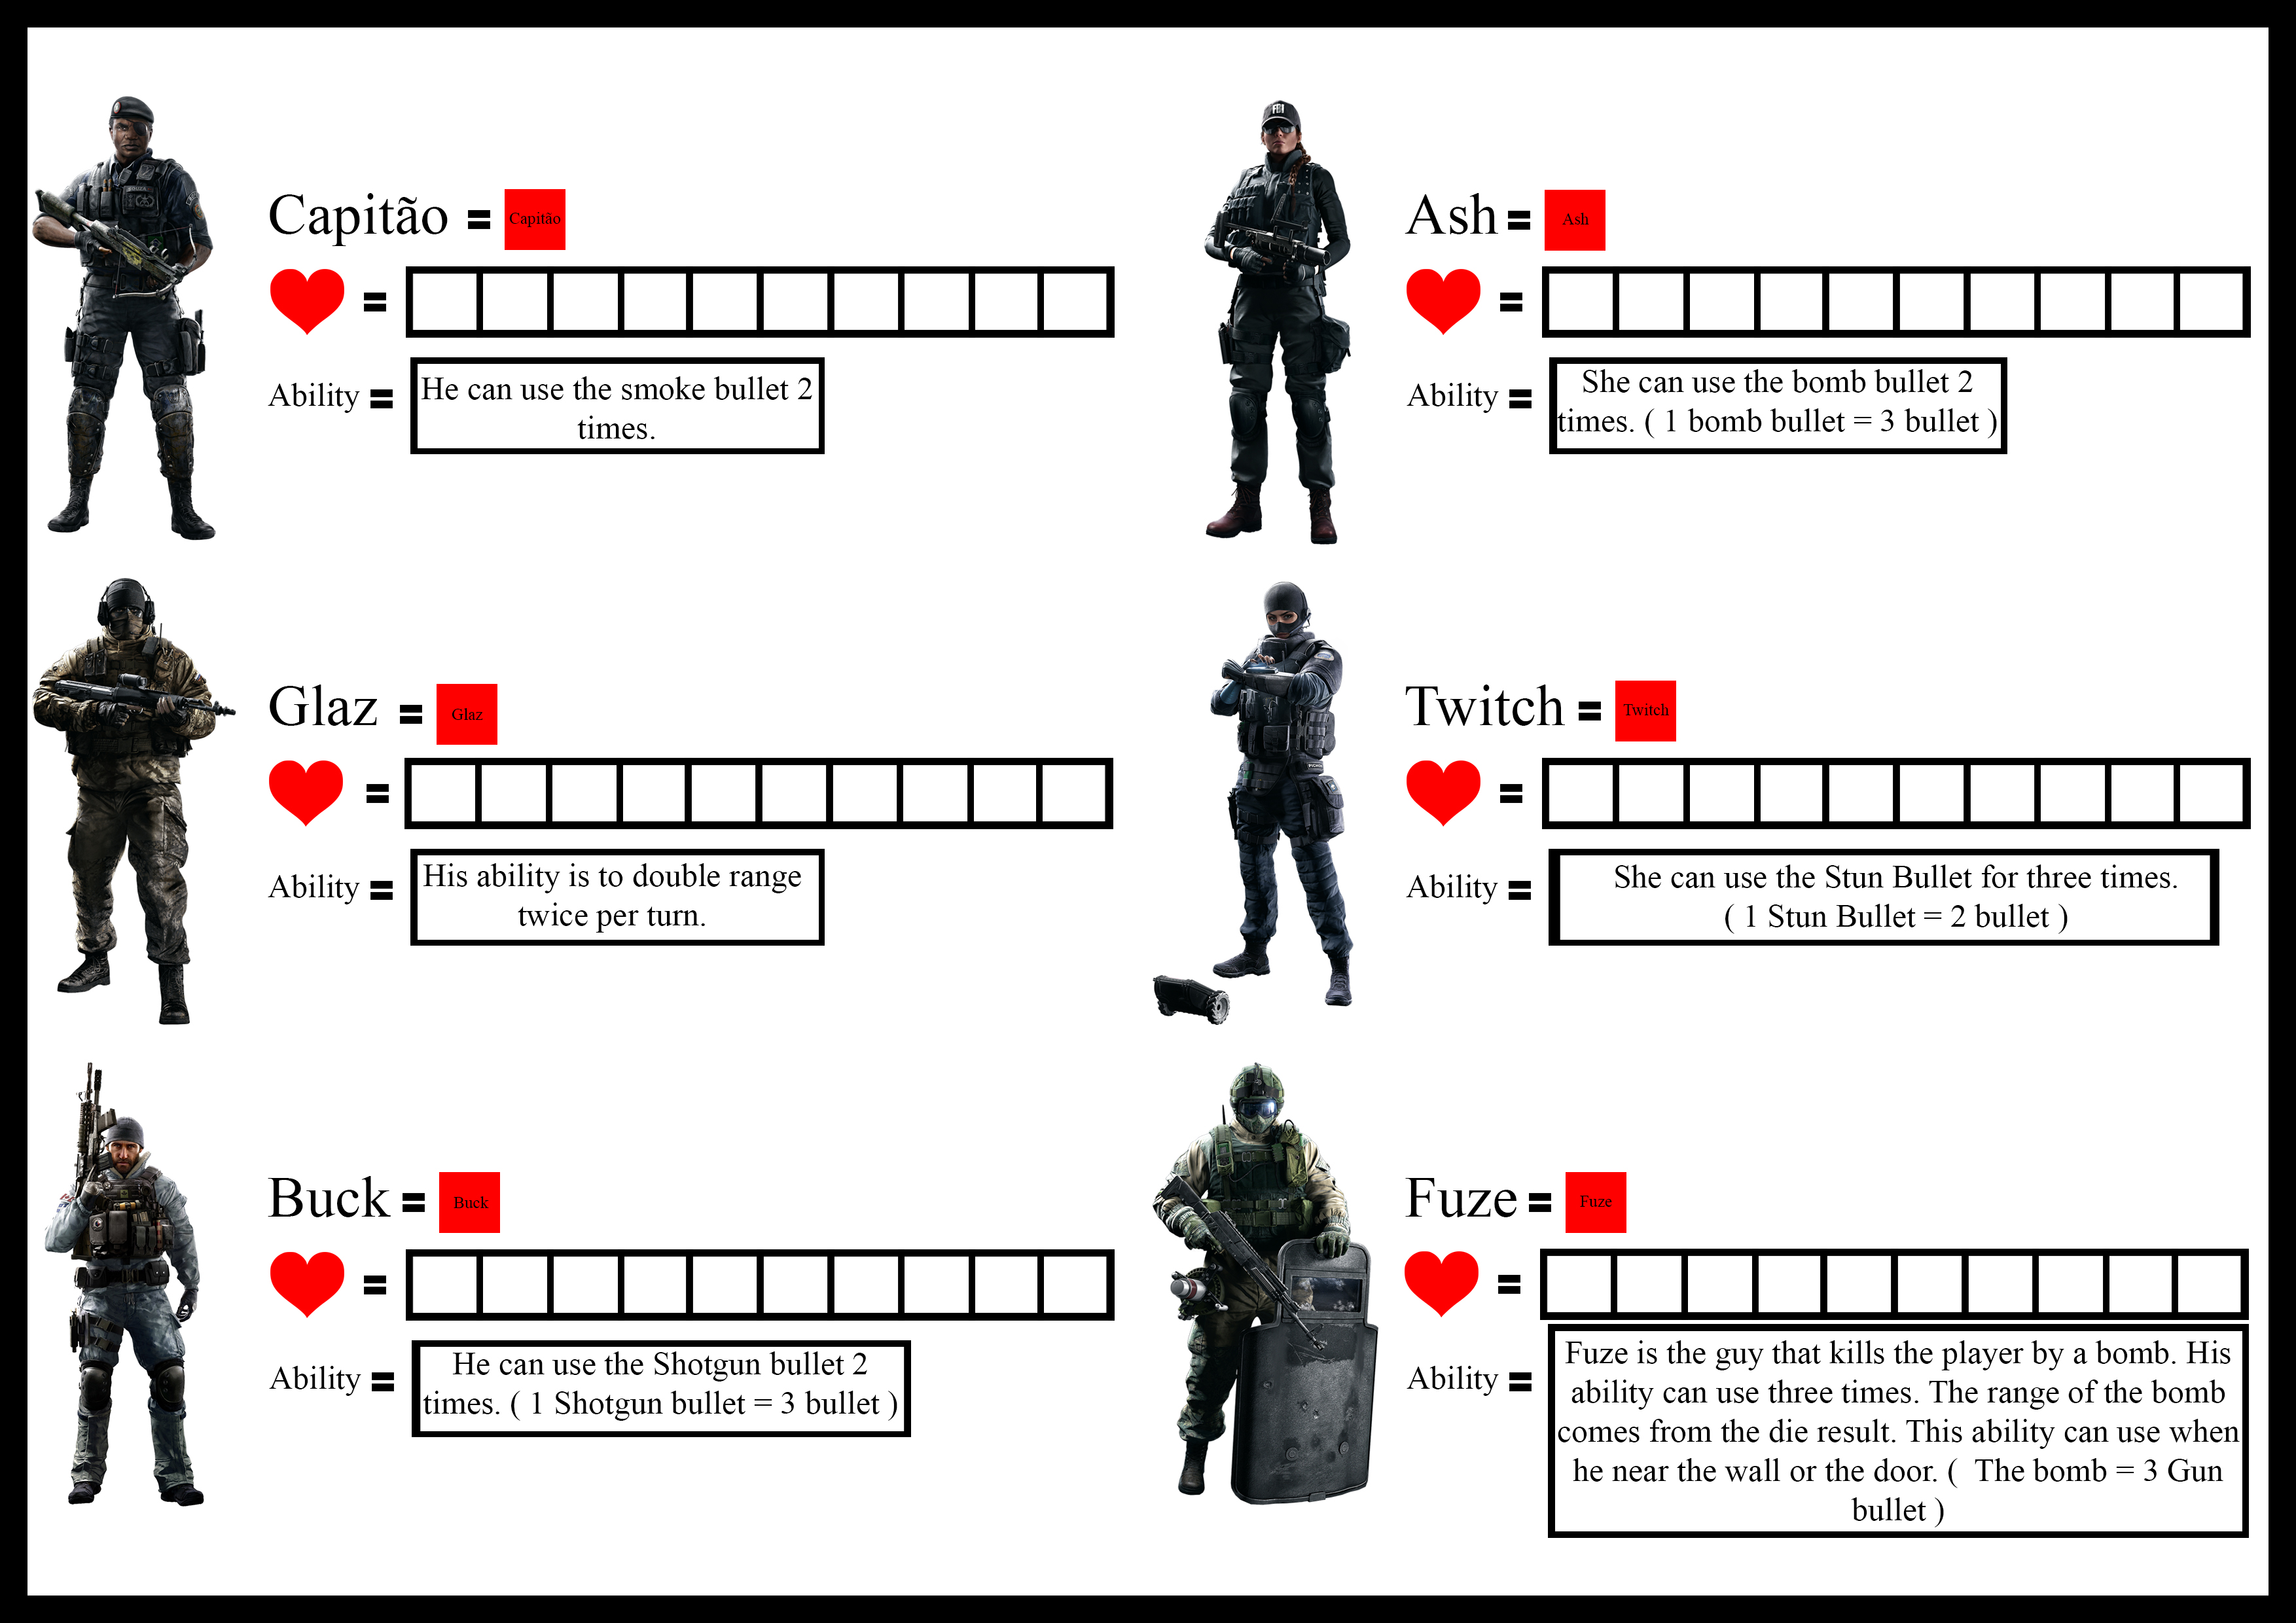 Capitão = Capitão
=
Ability =
He can use the smoke bullet 2
times.
FBI
Ash = Ash
=
Ability =
She can use the bomb bullet 2
times. ( 1 bomb bullet = 3 bullet )
Glaz = Glaz
=
Ability =
His ability is to double range
twice per turn.
Twitch = Twitch
=
Ability =
She can use the Stun Bullet for three times.
( 1 Stun Bullet = 2 bullet )
Buck = Buck
=
Ability =
He can use the Shotgun bullet 2
times. ( 1 Shotgun bullet = 3 bullet )
Fuze = Fuze
=
Ability =
Fuze is the guy that kills the player by a bomb. His
ability can use three times. The range of the bomb
comes from the die result. This ability can use when
he near the wall or the door. (  The bomb = 3 Gun
bullet )